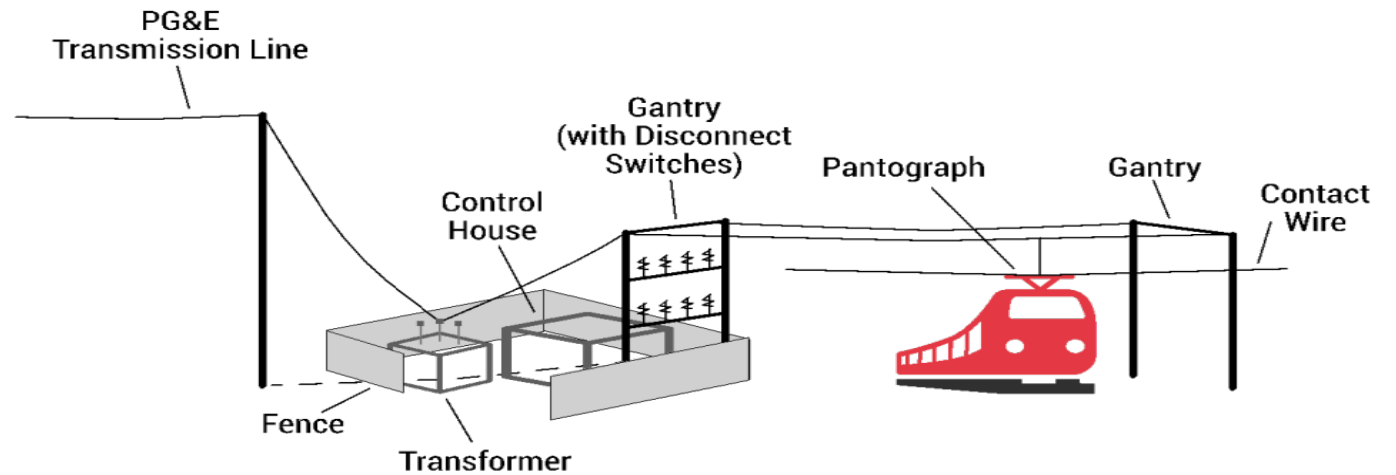 PG&E
Transmission Line
Gantry
(with Disconnect
Switches)
Pantograph
Gantry
Contact
Wire
Control
House
Fence
Transformer